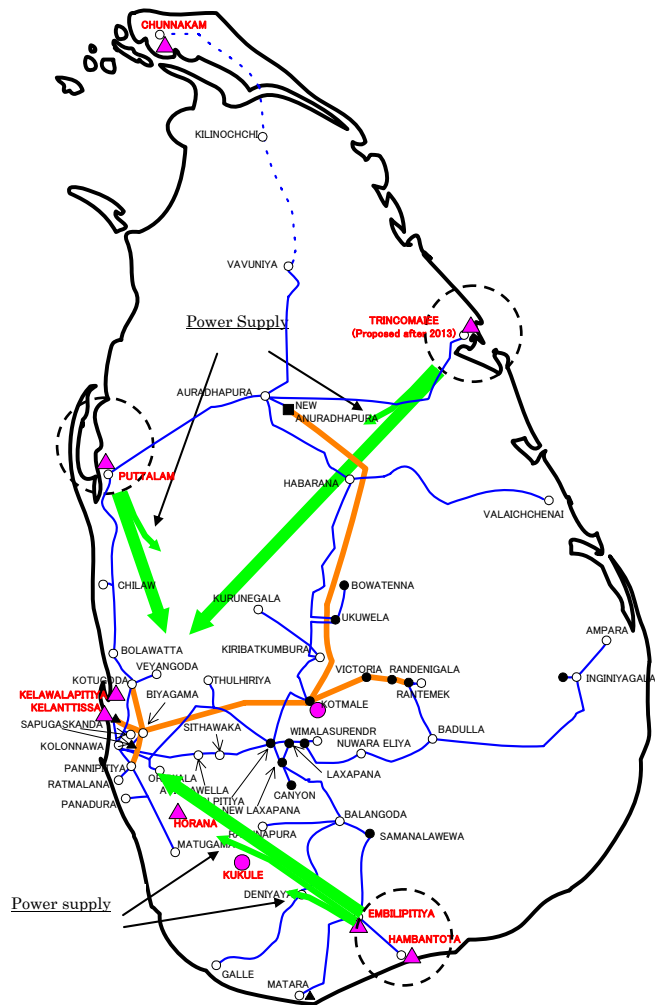 CHUNNAKAM
KILINOCHCHI
VAVUNIYA
Power Supply
TRINCOMAIEE
(Proposed after 2013)
AURADHAPURA
NEW
ANURADHAPURA
PUTTALAM
HABARANA
VALAICHCHENAI
CHILAW
KURUNEGALA
BOWATENNA
UKUWELA
AMPARA
BOLAWATTA
VEYANGODA
KIRIBATKUMBURA
KOTUGODA
THULHIRIYA
VICTORIA
RANDENIGALA
INGINIYAGALA
KELAWALAPITIYA
BIYAGAMA
RANTEMEK
KELANTTISSA
KOTMALE
SAPUGASKANDA
SITHAWAKA
WIMALASURENDR
BADULLA
KOLONNAWA
NUWARA ELIYA
PANNIPITIYA
LAXAPANA
RATMALANA
CANYON
PANADURA
NEW LAXAPANA
BALANGODA
HORANA
SAMANALAWEWA
MATUGAMA
KUKULE
DENIYAYA
Power supply
EMBILIPITIYA
HAMBANTOTA
GALLE
MATARA